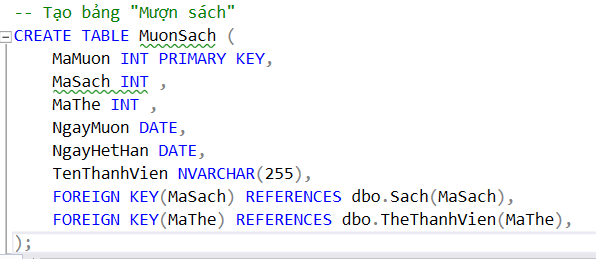 -- Tạo bảng "Mượn sách"
CREATE TABLE MuonSach (
MaMuon INT PRIMARY KEY,
MaSach INT ,
MaThe INT ,
NgayMuon DATE,
NgayHetHan DATE,
TenThanhVien NVARCHAR(255),
FOREIGN KEY(MaSach) REFERENCES dbo.Sach(MaSach),
FOREIGN KEY(MaThe) REFERENCES dbo.TheThanhVien(MaThe),
);